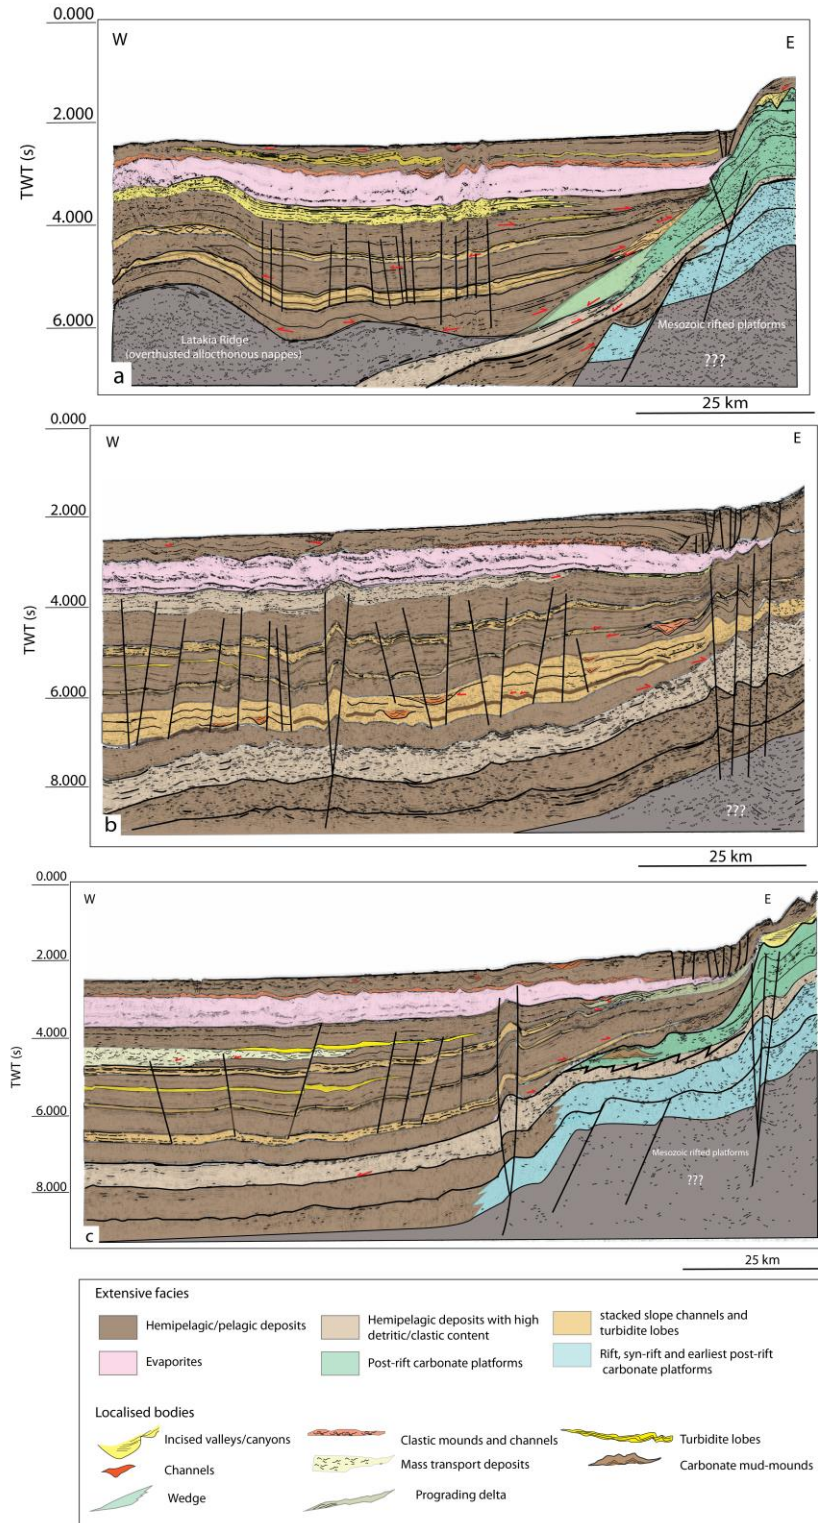 0.000
W
E
2.000
TWT (s)
4.000
6.000
Latakia Ridge
(overthusted allocthonous nappes)
Mesozoic rifted platforms
???
a
25 km
0.000
W
E
2.000
4.000
6.000
8.000
???
b
25 km
0.000
W
E
2.000
TWT (s)
4.000
6.000
8.000
Mesozoic rifted platforms
???
c
25 km
Extensive facies
Hemipelagic/pelagic deposits
Hemipelagic deposits with high
detritic/clastic content
stacked slope channels and
turbidite lobes
Evaporites
Post-rift carbonate platforms
Rift, syn-rift and earliest post-rift
carbonate platforms
Localised bodies
Incised valleys/canyons
Clastic mounds and channels
Turbidite lobes
Channels
Mass transport deposits
Carbonate mud-mounds
Wedge
Prograding delta